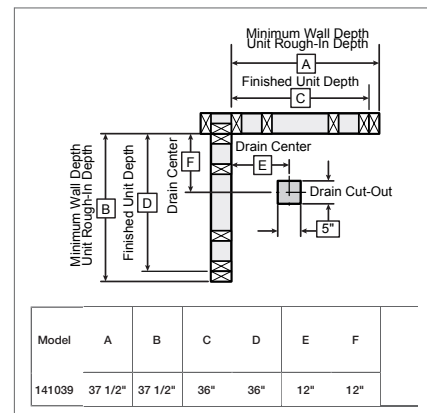 Minimum Wall Depth
Unit Rough-In Depth
A
Finished Unit Depth
C
Drain Center
E
F
Drain Center
Finished Unit Depth
D
Minimum Wall Depth
Unit Rough-In Depth
B
Drain Cut-Out
5"
Model A B C D E F
141039 37 1/2" 37 1/2" 36" 36" 12" 12"